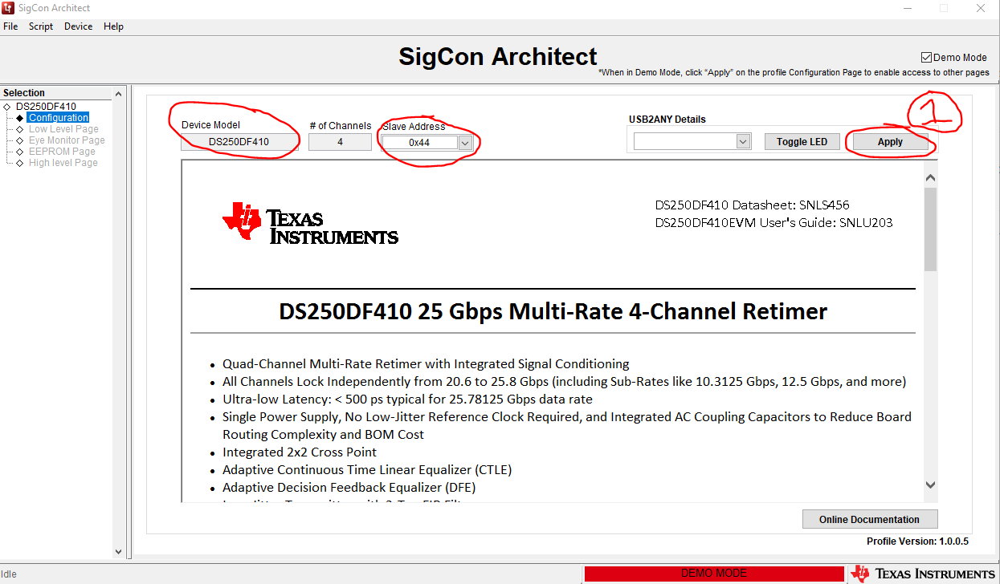 SigCon Architect
File Script Device Help
SigCon Architect
Demo Mode
*When in Demo Mode, click "Apply" on the profile Configuration Page to enable access to other pages
Selection
DS250DF410
Configuration
Low Level Page
Eye Monitor Page
EEPROM Page
High level Page
1
Device Model # of Channels Slave Address USB2ANY Details
DS250DF410 4 0x44 Toggle LED Apply
TEXAS INSTRUMENTS
DS250DF410 Datasheet: SNLS456
DS250DF410EVM User's Guide: SNLU203
DS250DF410 25 Gbps Multi-Rate 4-Channel Retimer
• Quad-Channel Multi-Rate Retimer with Integrated Signal Conditioning
• All Channels Lock Independently from 20.6 to 25.8 Gbps (including Sub-Rates like 10.3125 Gbps, 12.5 Gbps, and more)
• Ultra-low Latency: < 500 ps typical for 25.78125 Gbps data rate
• Single Power Supply, No Low-Jitter Reference Clock Required, and Integrated AC Coupling Capacitors to Reduce Board
Routing Complexity and BOM Cost
• Integrated 2x2 Cross Point
• Adaptive Continuous Time Linear Equalizer (CTLE)
• Adaptive Decision Feedback Equalizer (DFE)
Online Documentation
Profile Version: 1.0.0.5
Idle DEMO MODE TEXAS INSTRUMENTS